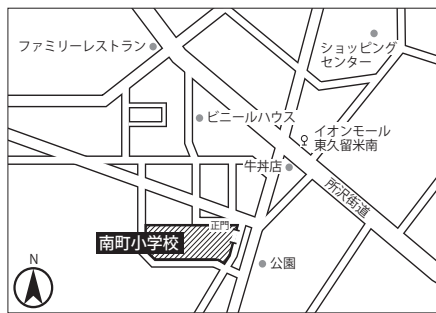 ファミリーレストラン
ショッピング
センター
ビニールハウス
イオンモール
東久留米南
牛丼店
所沢街道
正門
南町小学校
公園
N